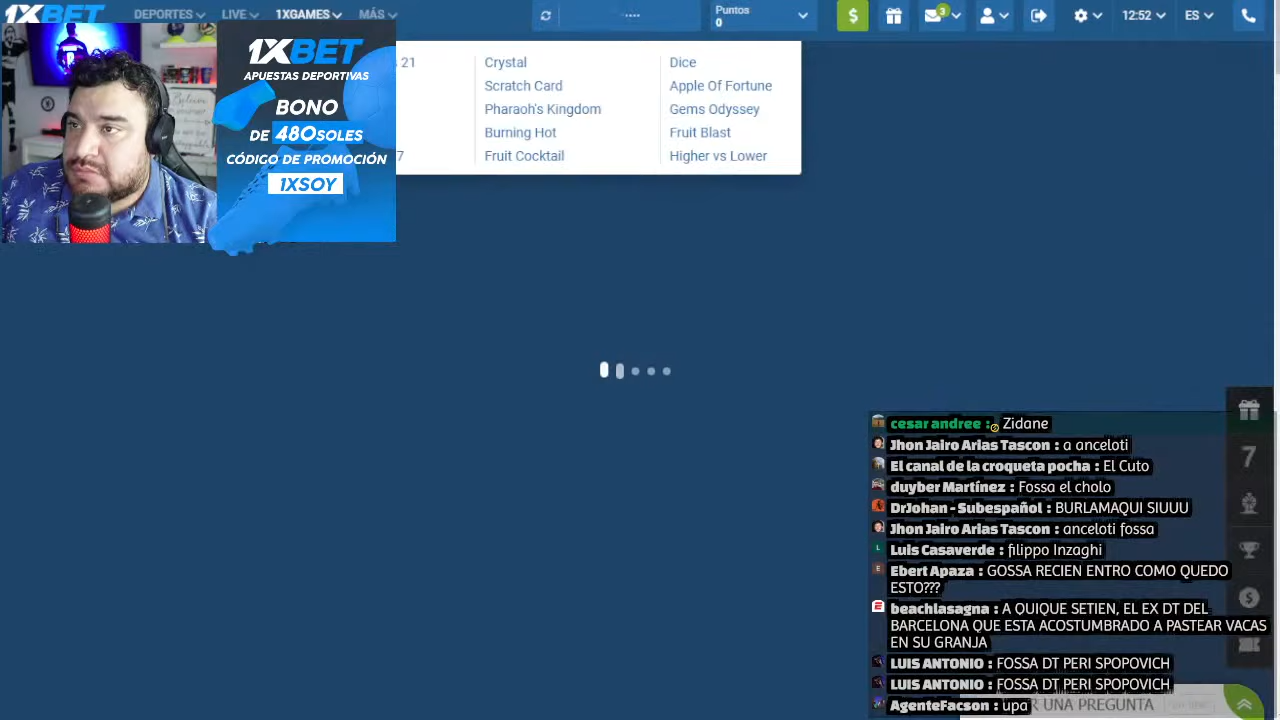 1XBET DEPORTES LIVE 1XGAMES MÁS
Puntos
0
$ 3 12:52 ES
1XBET
APUESTAS DEPORTIVAS
BONO
DE 480SOLES
CÓDIGO DE PROMOCIÓN
1XSOY
21 Crystal Dice
Scratch Card Apple Of Fortune
Pharaoh's Kingdom Gems Odyssey
Burning Hot Fruit Blast
7 Fruit Cocktail Higher vs Lower
7
cesar andree : Zidane
Jhon Jairo Arias Tascon : a anceloti
El canal de la croqueta pocha : El Cuto
duyber Martínez : Fossa el cholo
DrJohan - Subespañol : BURLAMAQUI SIUUU
Jhon Jairo Arias Tascon : anceloti fossa
L Luis Casaverde : filippo Inzaghi
E Ebert Apaza : GOSSA RECIEN ENTRO COMO QUEDO
ESTO???
beachlasagna : A QUIQUE SETIEN, EL EX DT DEL
BARCELONA QUE ESTA ACOSTUMBRADO A PASTEAR VACAS
EN SU GRANJA
LUIS ANTONIO : FOSSA DT PERI SPOPOVICH
LUIS ANTONIO : FOSSA DT PERI SPOPOVICH
AgenteFacson : upa
UNA PREGUNTA